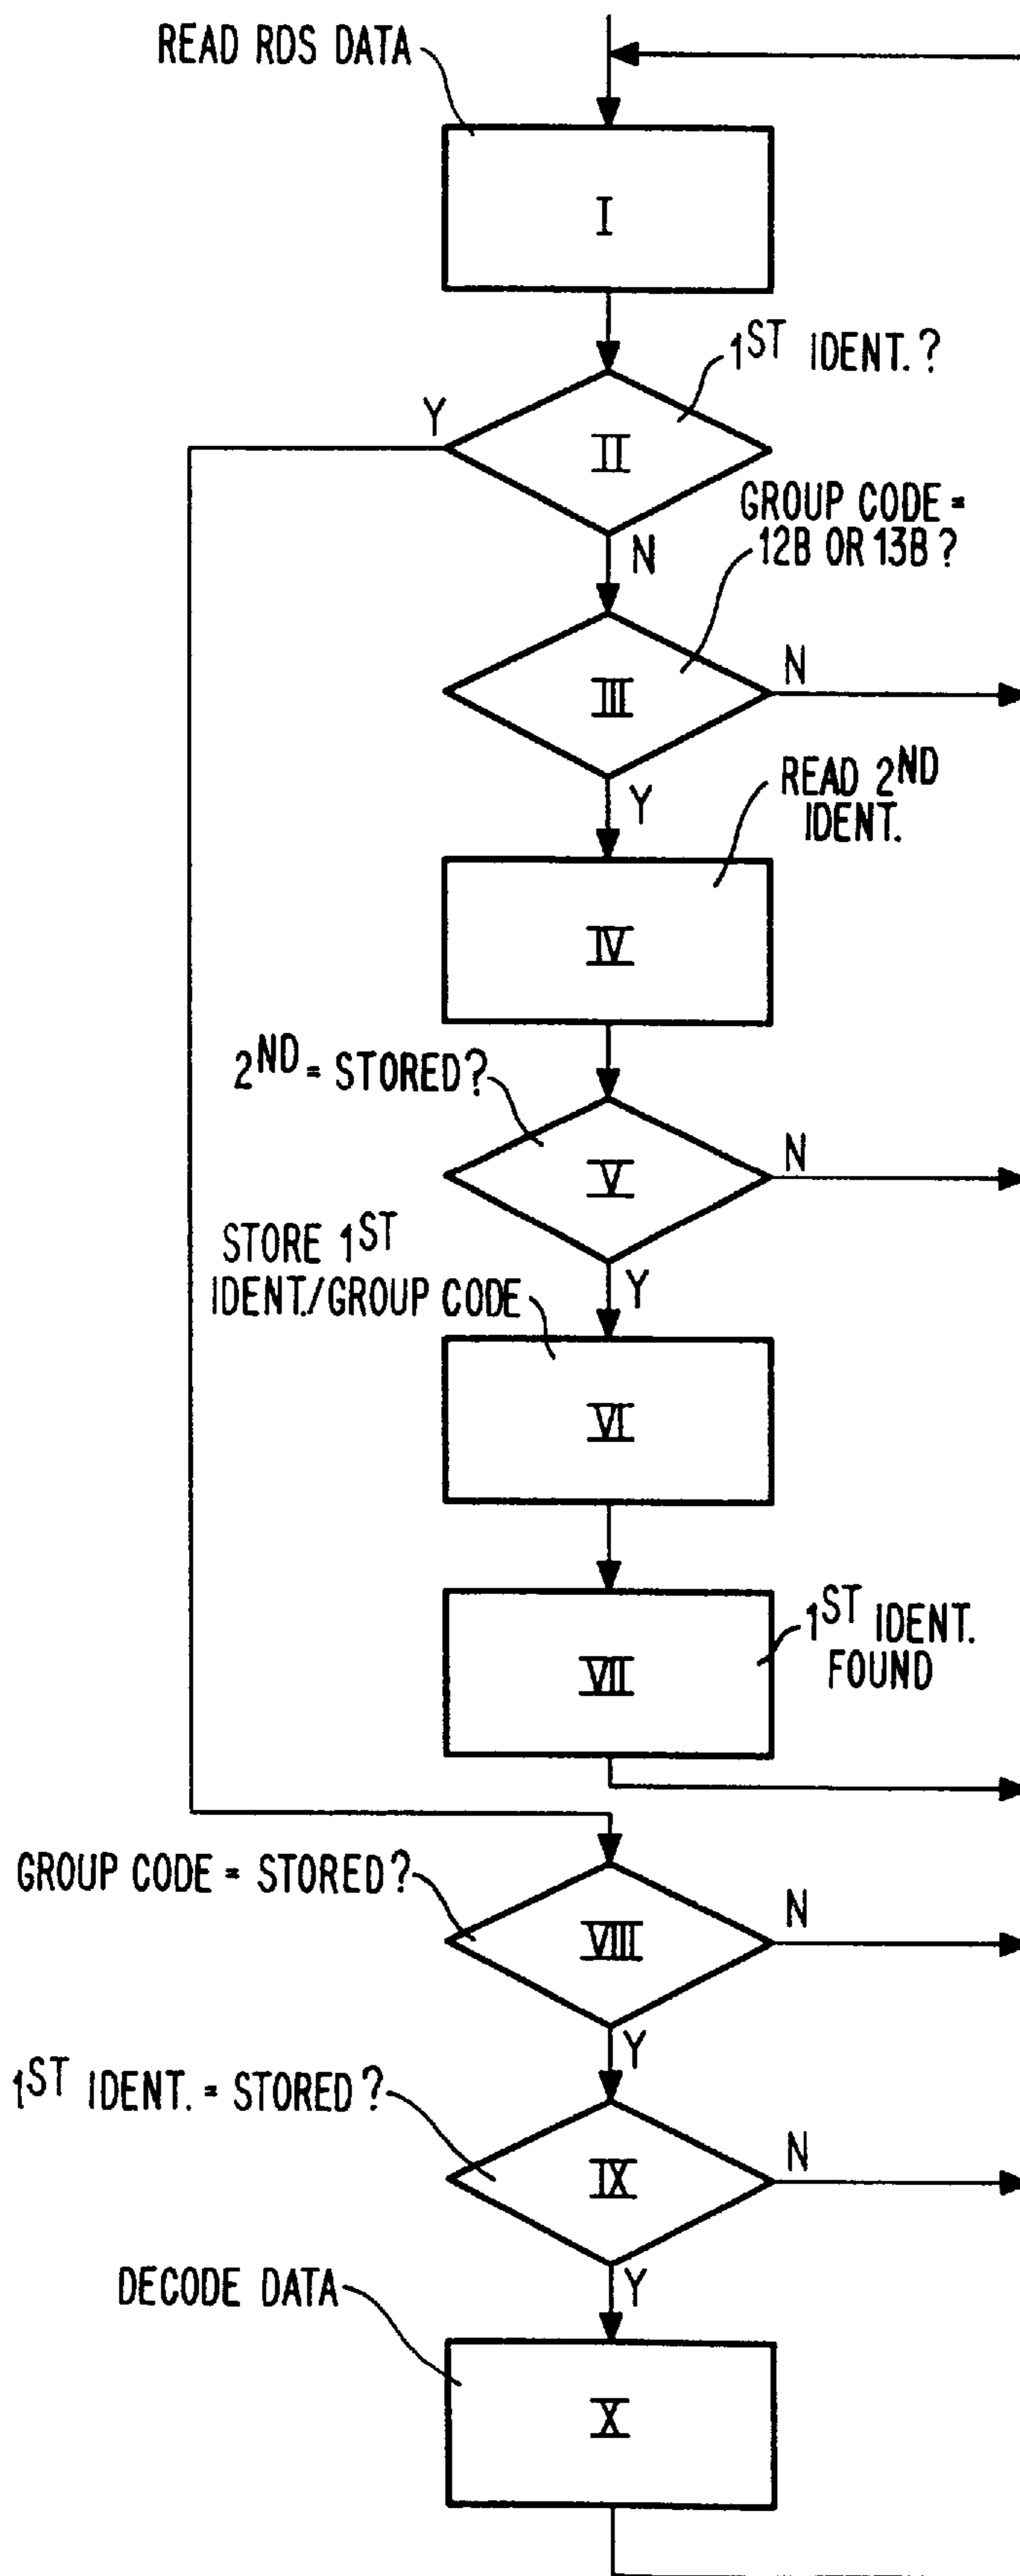 READ RDS DATA
I
1ST IDENT.?
Y
II
GROUP CODE =
12B OR 13B?
N
III
N
READ 2ND
IDENT.
Y
IV
2ND = STORED?
V
N
STORE 1ST
IDENT./GROUP CODE
Y
VI
1ST IDENT.
FOUND
VII
GROUP CODE = STORED?
VIII
N
Y
1ST IDENT. = STORED?
IX
N
DECODE DATA
Y
X